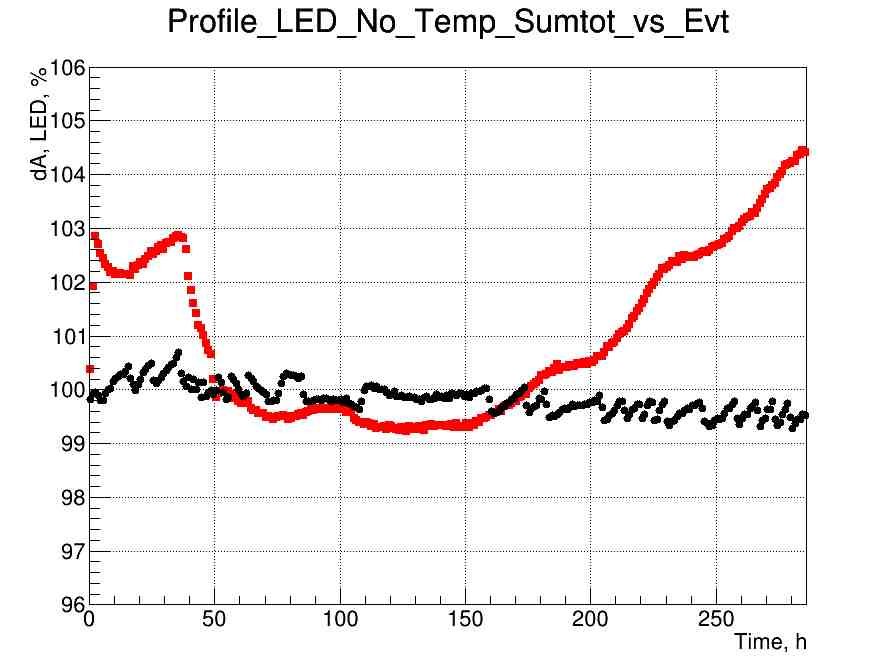 Profile_LED_No_Temp_Sumtot_vs_Evt
dA, LED, %
106
105
104
103
102
101
100
99
98
97
96
0 50 100 150 200 250
Time, h